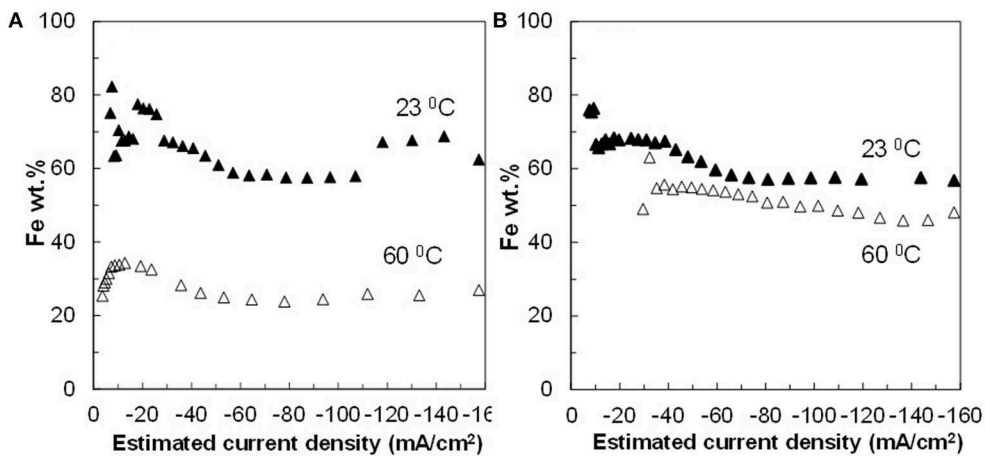 A
100
80
60
40
20
0
Fe wt.%
23 ⁰C
60 ⁰C
0 -20 -40 -60 -80 -100 -120 -140 -16
Estimated current density (mA/cm²)
B
100
80
60
40
20
0
Fe wt.%
23 ⁰C
60 ⁰C
0 -20 -40 -60 -80 -100 -120 -140 -160
Estimated current density (mA/cm²)